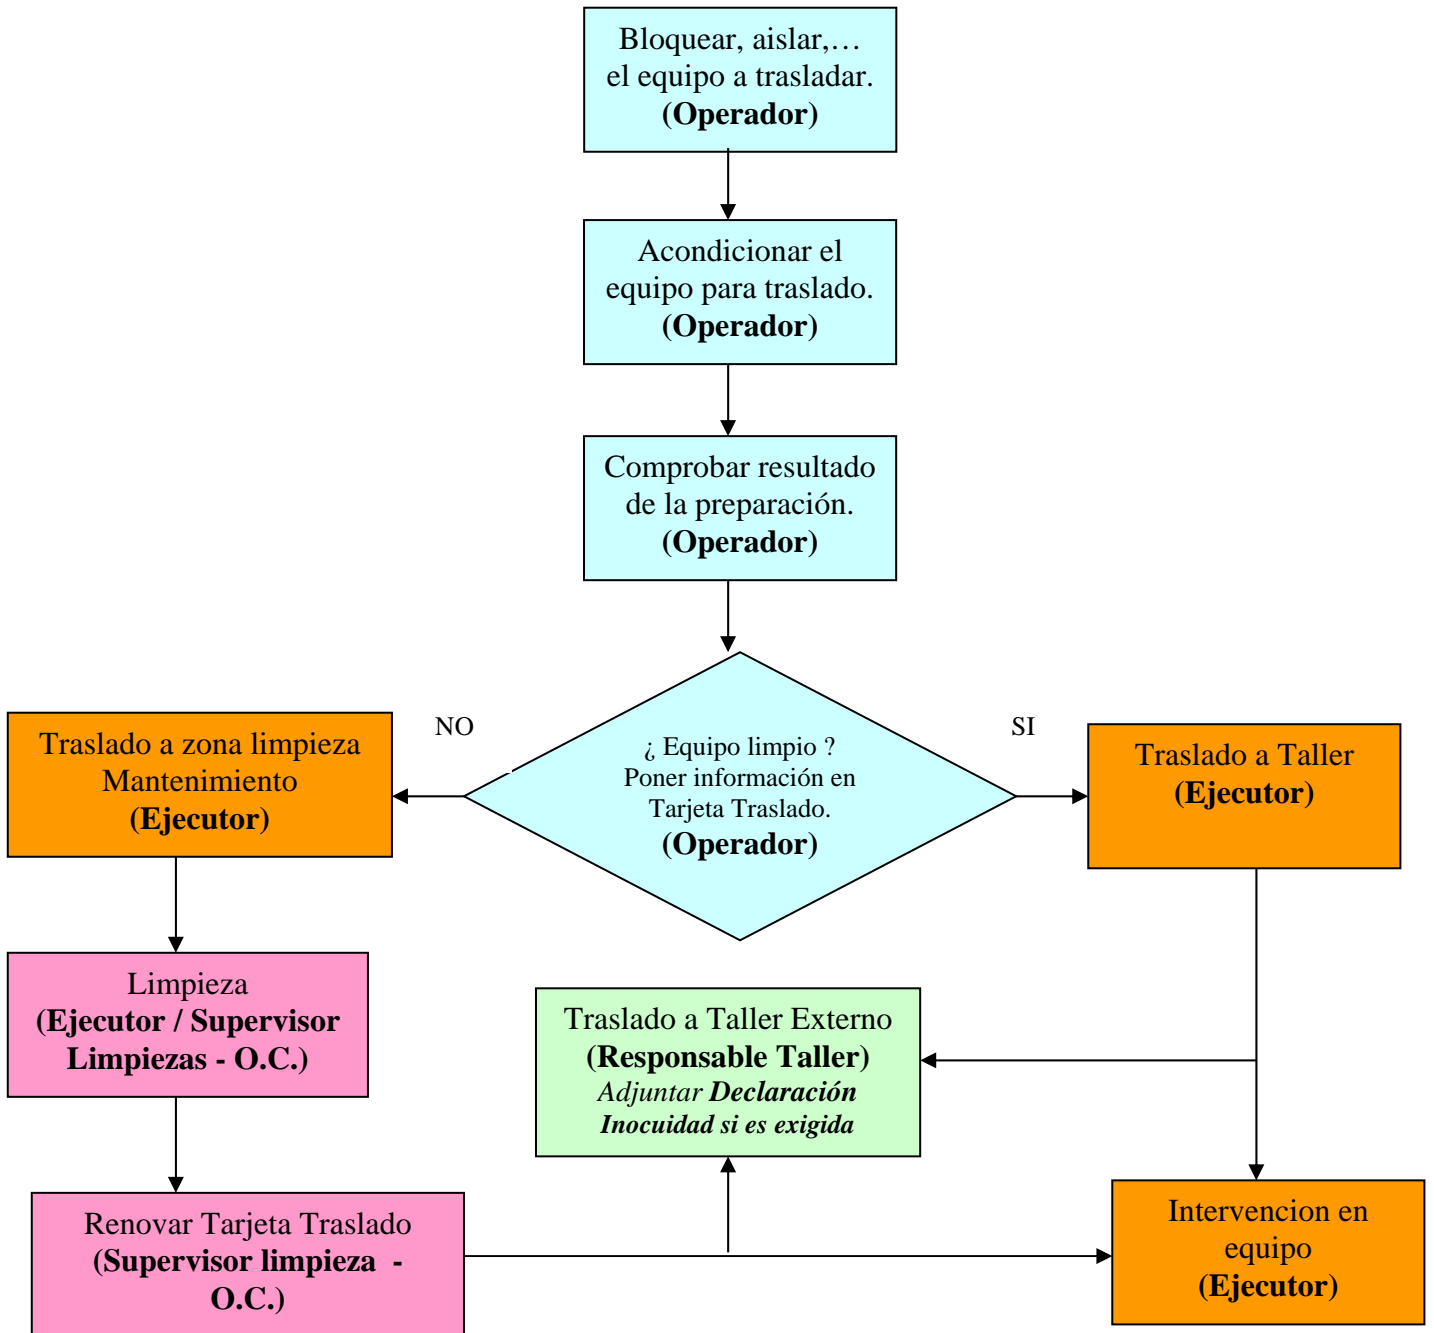 Bloquear, aislar,…
el equipo a trasladar.
(Operador)
Acondicionar el
equipo para traslado.
(Operador)
Comprobar resultado
de la preparación.
(Operador)
NO
¿ Equipo limpio ?
Poner información en
Tarjeta Traslado.
(Operador)
SI
Traslado a zona limpieza
Mantenimiento
(Ejecutor)
Traslado a Taller
(Ejecutor)
Limpieza
(Ejecutor / Supervisor
Limpiezas - O.C.)
Traslado a Taller Externo
(Responsable Taller)
Adjuntar Declaración
Inocuidad si es exigida
Renovar Tarjeta Traslado
(Supervisor limpieza -
O.C.)
Intervencion en
equipo
(Ejecutor)